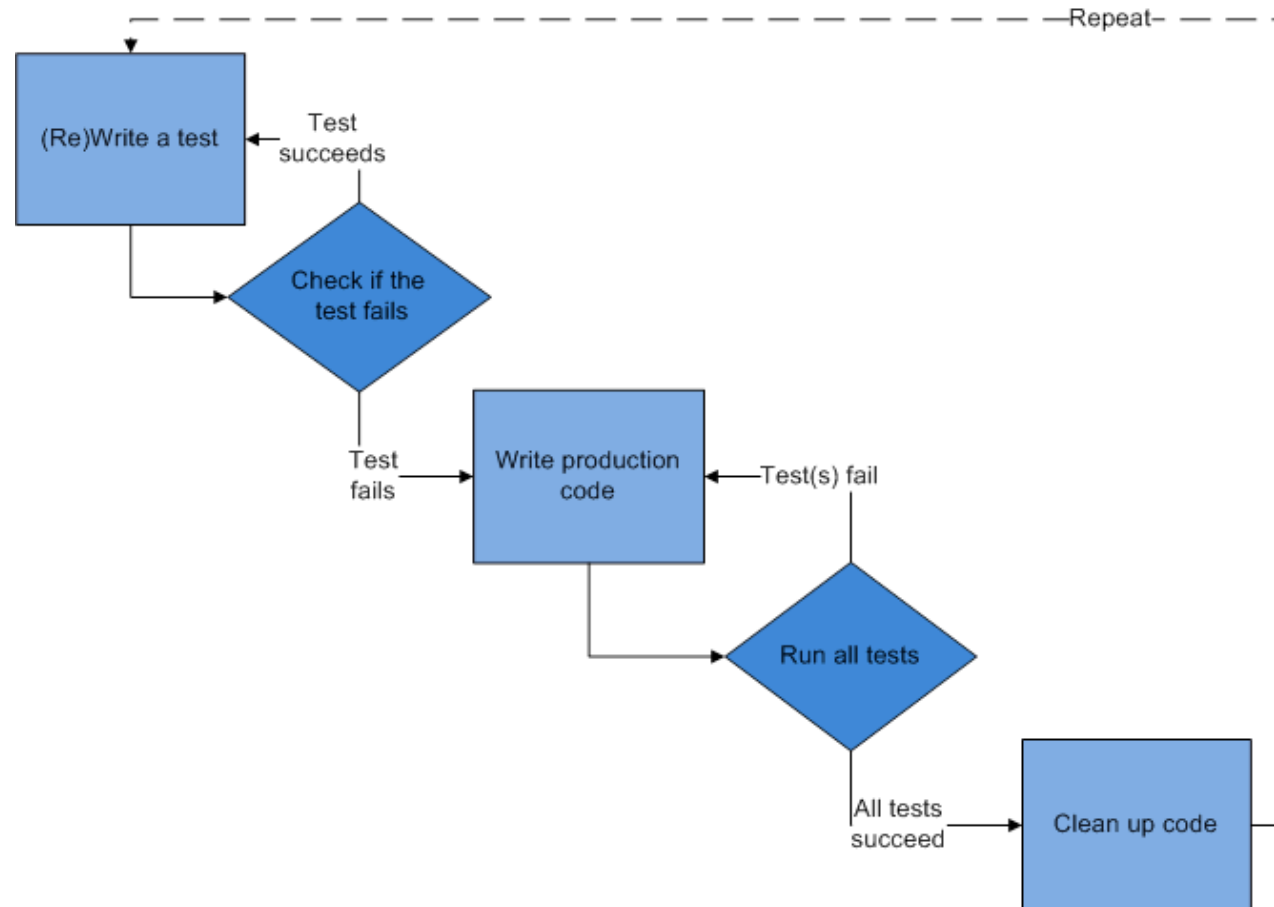 Repeat
(Re)Write a test
Test
succeeds
Check if the
test fails
Test
fails
Write production
code
Test(s) fail
Run all tests
All tests
succeed
Clean up code